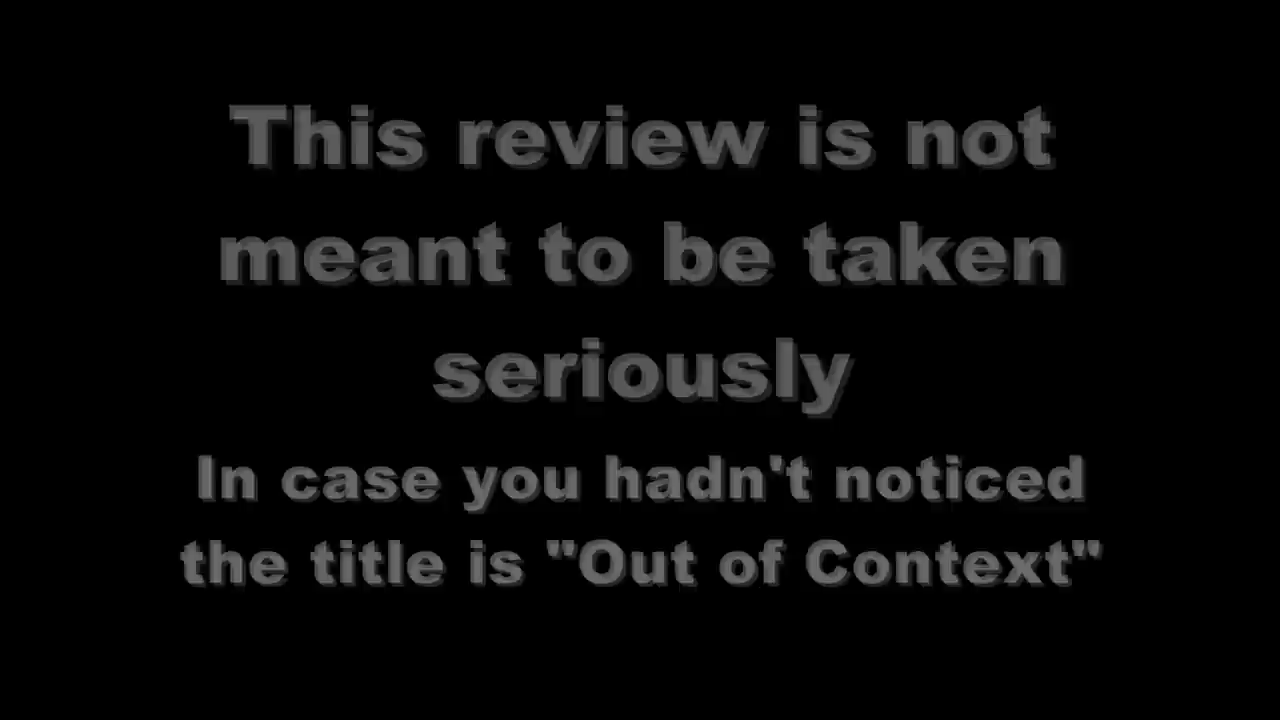 This review is not
meant to be taken
seriously
In case you hadn't noticed
the title is "Out of Context"